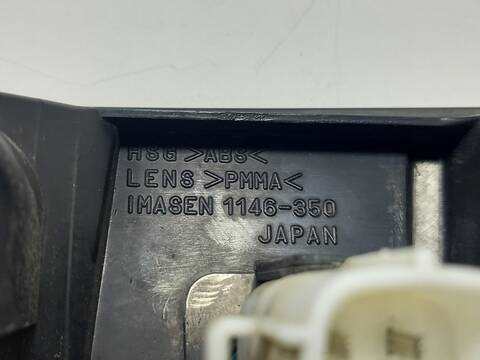 HSG >ABS<
LENS >PMMA<
IMASEN 1146-350
JAPAN